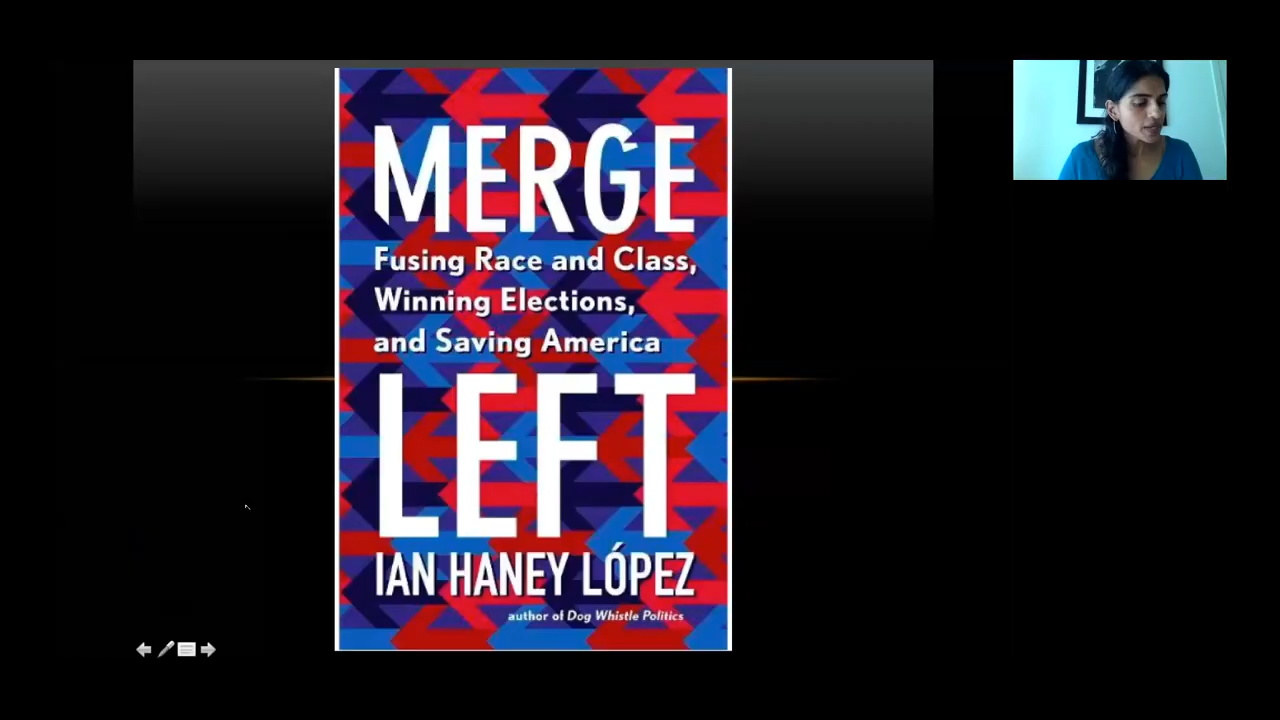 MERGE
Fusing Race and Class,
Winning Elections,
and Saving America
LEFT
IAN HANEY LÓPEZ
author of Dog Whistle Politics